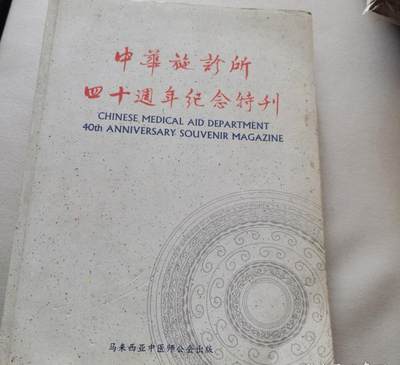 中華施診所
四十週年纪念特刊
CHINESE MEDICAL AID DEPARTMENT
40th ANNIVERSARY SOUVENIR MAGAZINE
马来西亚中医师公会出版